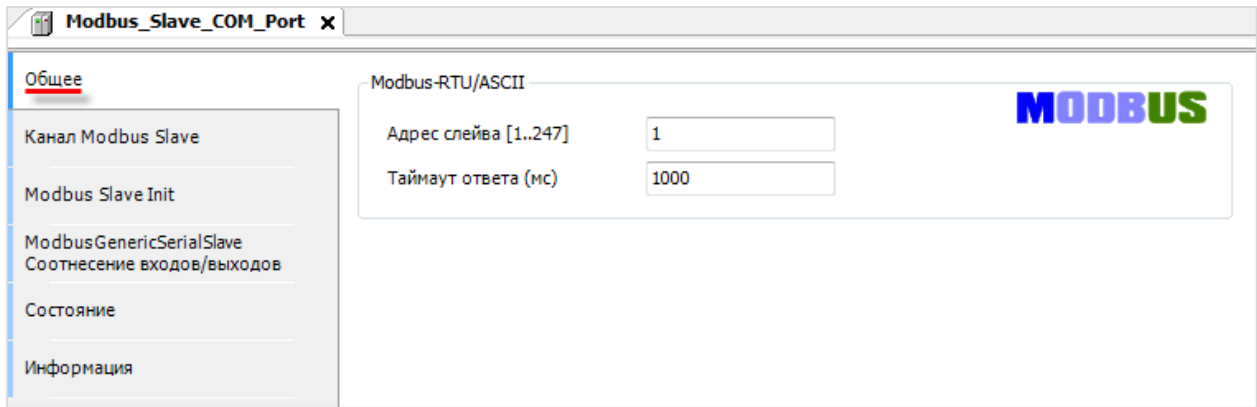 Modbus_Slave_COM_Port x
Общее
Канал Modbus Slave
Modbus Slave Init
ModbusGenericSerialSlave
Соотнесение входов/выходов
Состояние
Информация
Modbus-RTU/ASCII
MODBUS
Адрес слейва [1..247] 1
Таймаут ответа (мс) 1000